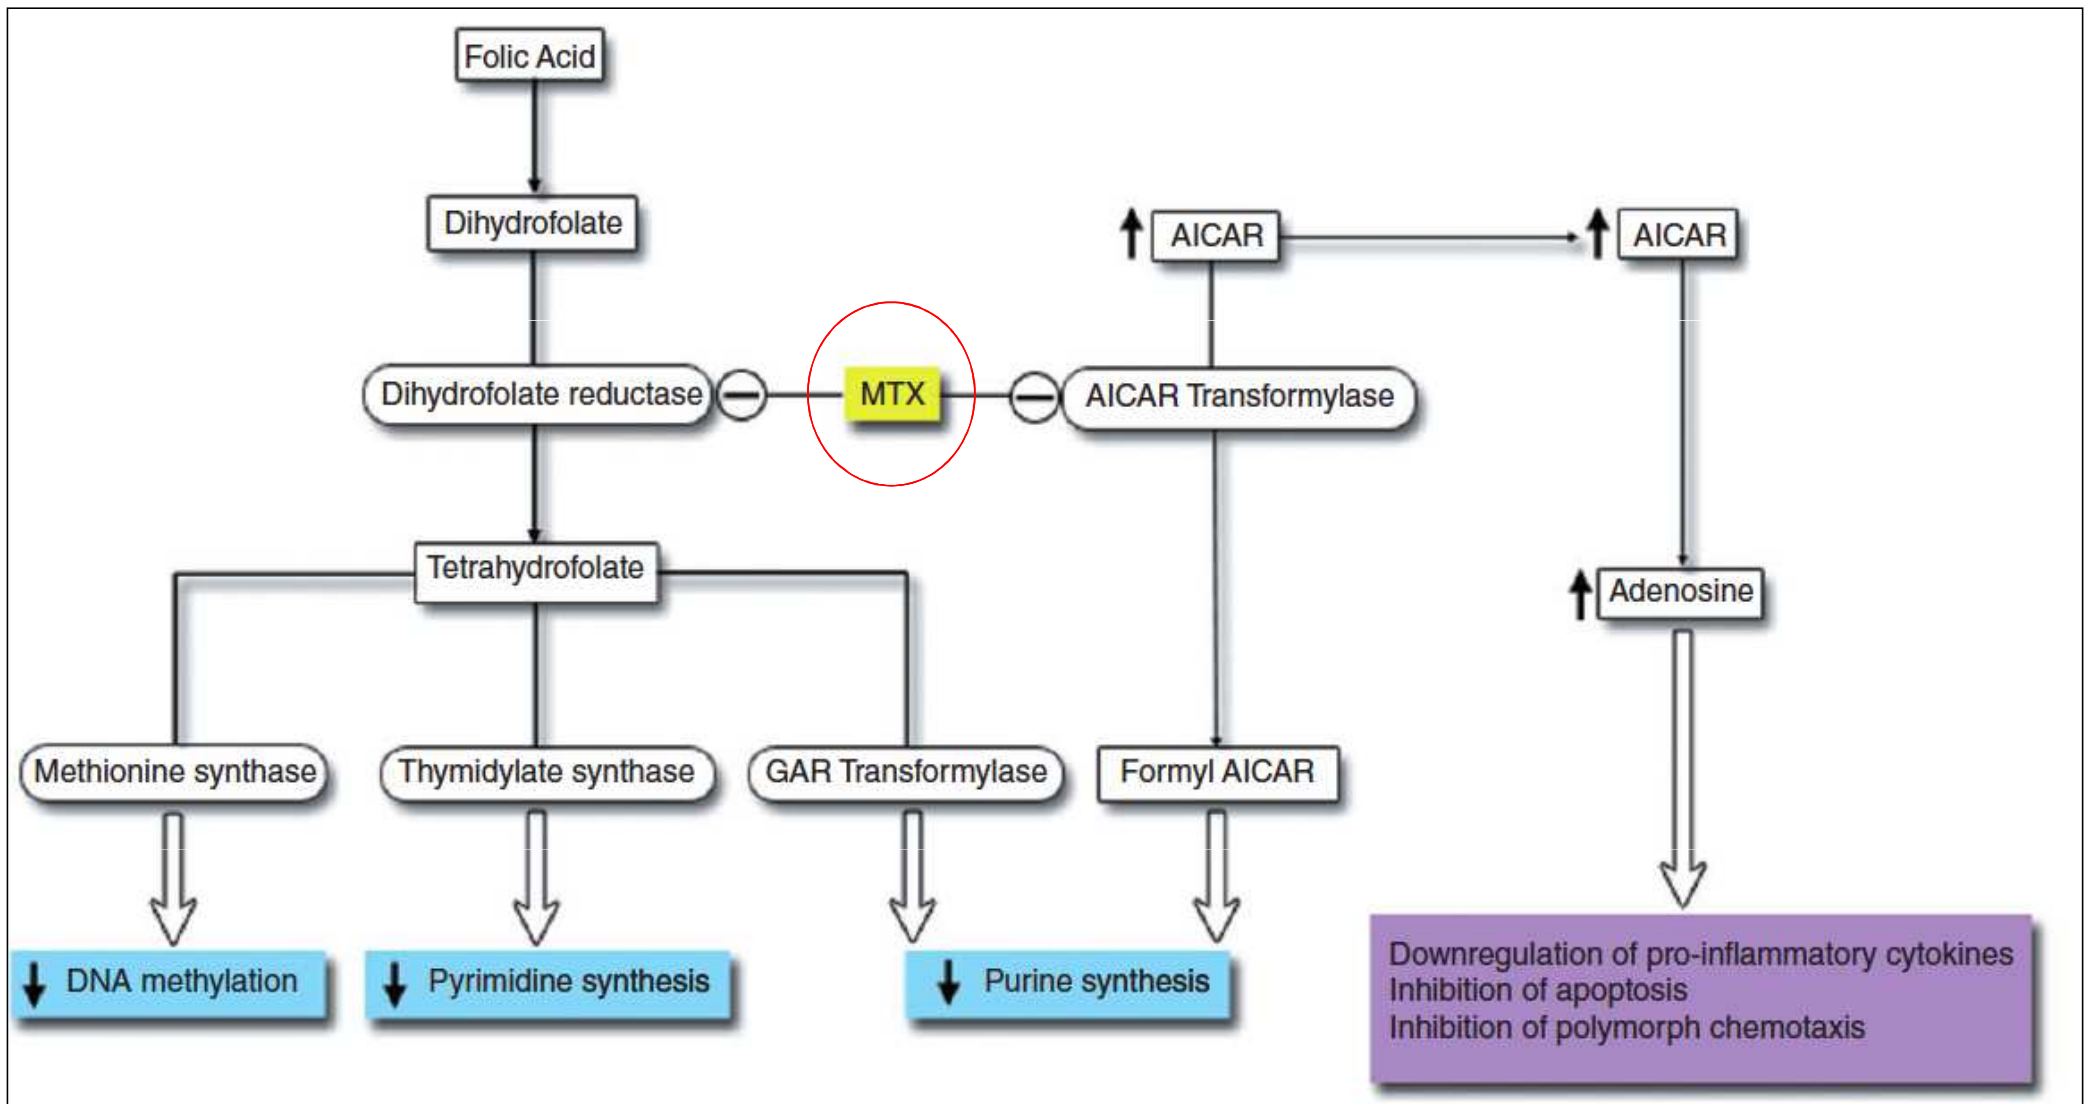 Folic Acid
Dihydrofolate
AICAR
AICAR
Dihydrofolate reductase
MTX
AICAR Transformylase
Tetrahydrofolate
Adenosine
Methionine synthase
Thymidylate synthase
GAR Transformylase
Formyl AICAR
DNA methylation
Pyrimidine synthesis
Purine synthesis
Downregulation of pro-inflammatory cytokines
Inhibition of apoptosis
Inhibition of polymorph chemotaxis